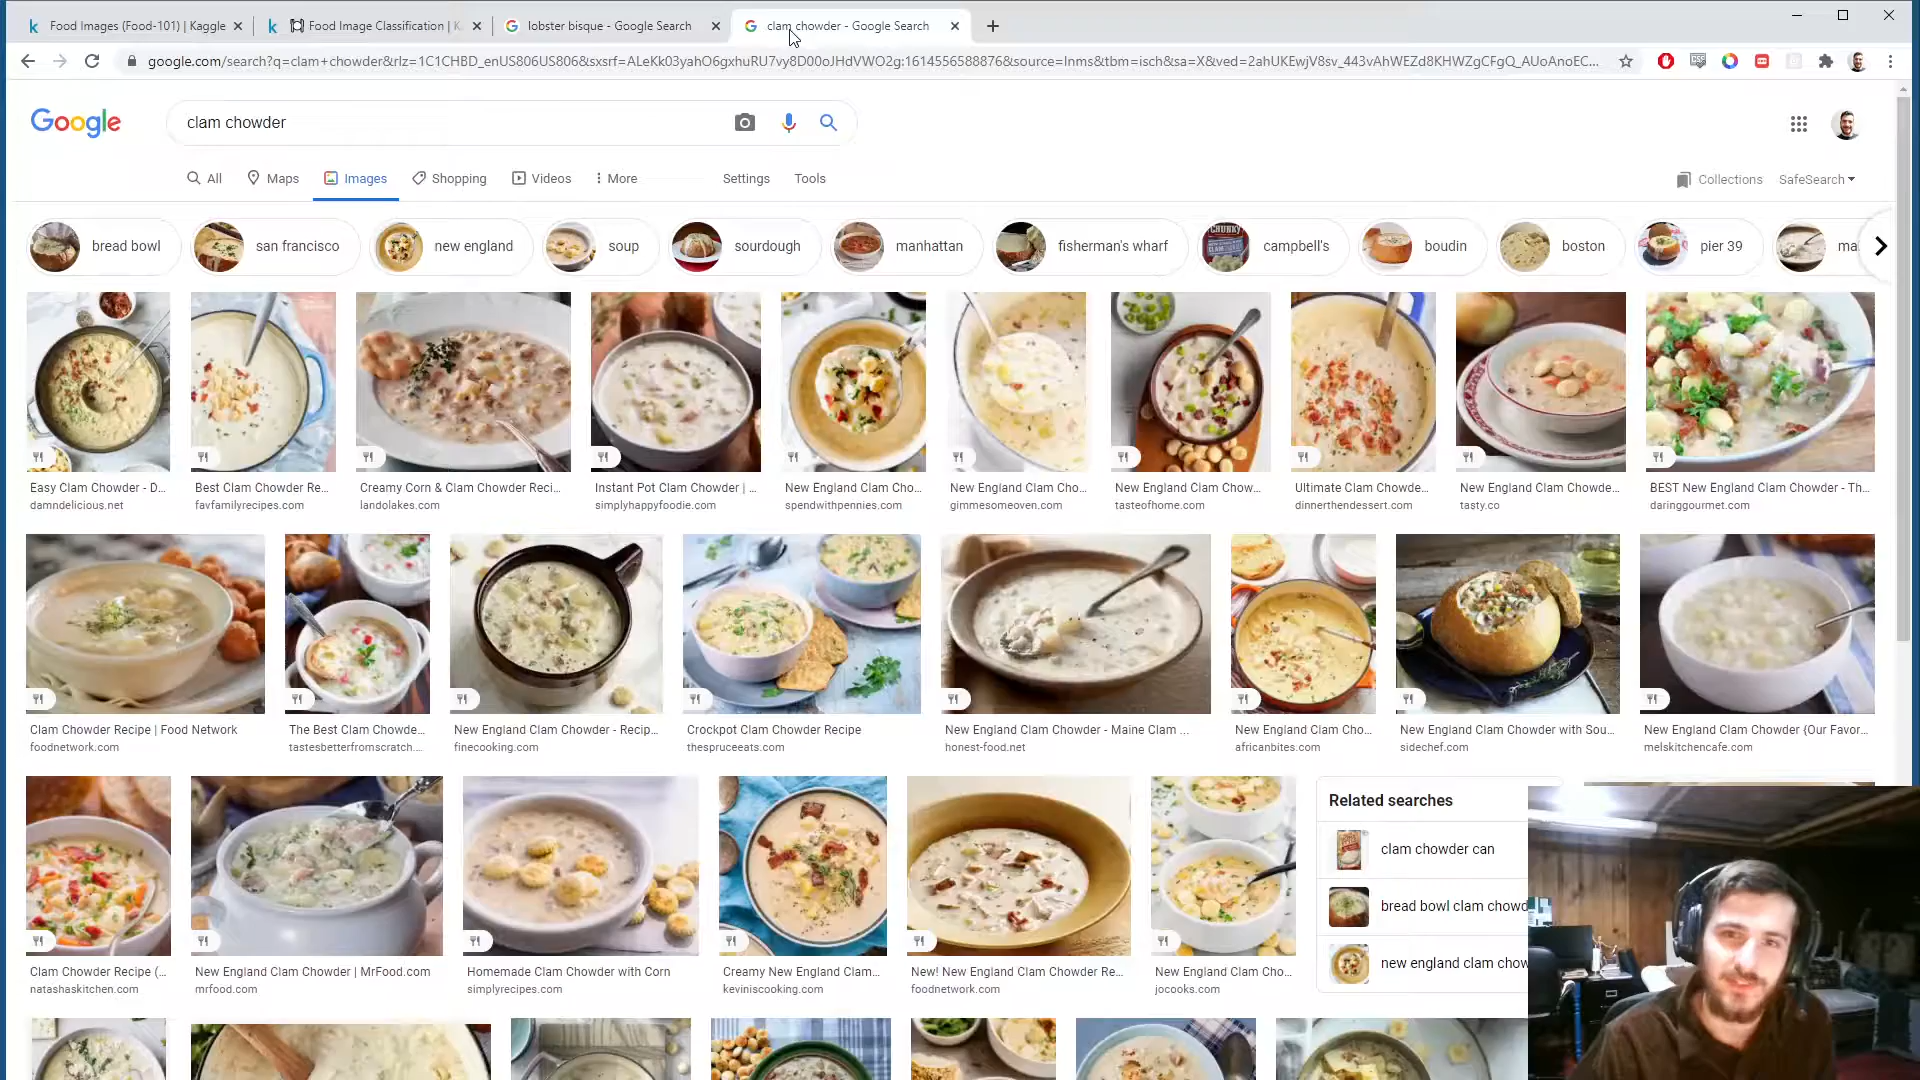 Food Images (Food-101) | Kaggle
Food Image Classification | K
lobster bisque - Google Search
clam chowder - Google Search
google.com/search?q=clam+chowder&rlz=1C1CHBD_enUS806US806&sxsrf=ALeKk03yahO6gxhuRU7vy8D00oJHdVWO2g:1614556588876&source=lnms&tbm=isch&sa=X&ved=2ahUKEwjV8sv_443vAhWEZd8KHWZgCFgQ_AUoAnoEC...
Google
clam chowder
All
Maps
Images
Shopping
Videos
More
Settings
Tools
Collections
SafeSearch
bread bowl
san francisco
new england
soup
sourdough
manhattan
fisherman's wharf
campbell's
boudin
boston
pier 39
ma
Easy Clam Chowder - D...
damndelicious.net
Best Clam Chowder Re...
favfamilyrecipes.com
Creamy Corn & Clam Chowder Reci...
landolakes.com
Instant Pot Clam Chowder | ...
simplyhappyfoodie.com
New England Clam Cho...
spendwithpennies.com
New England Clam Cho...
gimmesomeoven.com
New England Clam Chow...
tasteofhome.com
Ultimate Clam Chowde...
dinnerthendessert.com
New England Clam Chowde...
tasty.co
BEST New England Clam Chowder - Th...
daringgourmet.com
Clam Chowder Recipe | Food Network
foodnetwork.com
The Best Clam Chowde...
tastesbetterfromscratch....
New England Clam Chowder - Recip...
finecooking.com
Crockpot Clam Chowder Recipe
thespruceeats.com
New England Clam Chowder - Maine Clam ...
honest-food.net
New England Clam Cho...
africanbites.com
New England Clam Chowder with Sou...
sidechef.com
New England Clam Chowder {Our Favor...
melskitchencafe.com
Clam Chowder Recipe (...
natashaskitchen.com
New England Clam Chowder | MrFood.com
mrfood.com
Homemade Clam Chowder with Corn
simplyrecipes.com
Creamy New England Clam...
keviniscooking.com
New! New England Clam Chowder Re...
foodnetwork.com
New England Clam Cho...
jocooks.com
Related searches
clam chowder can
bread bowl clam chowd
new england clam chow